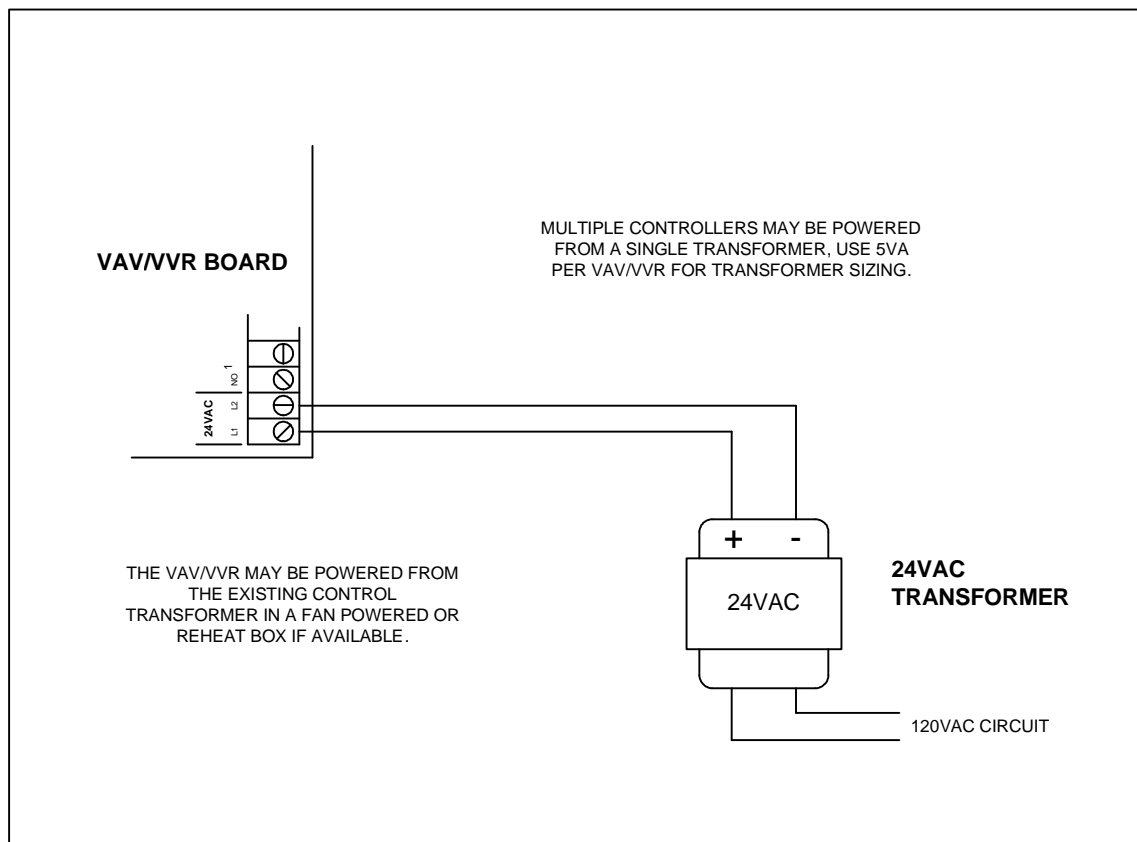 MULTIPLE CONTROLLERS MAY BE POWERED
FROM A SINGLE TRANSFORMER, USE 5VA
PER VAV/VVR FOR TRANSFORMER SIZING.
VAV/VVR BOARD
1
NO
L2
24VAC
L1
+ -
THE VAV/VVR MAY BE POWERED FROM
THE EXISTING CONTROL
TRANSFORMER IN A FAN POWERED OR
REHEAT BOX IF AVAILABLE.
24VAC
24VAC
TRANSFORMER
120VAC CIRCUIT